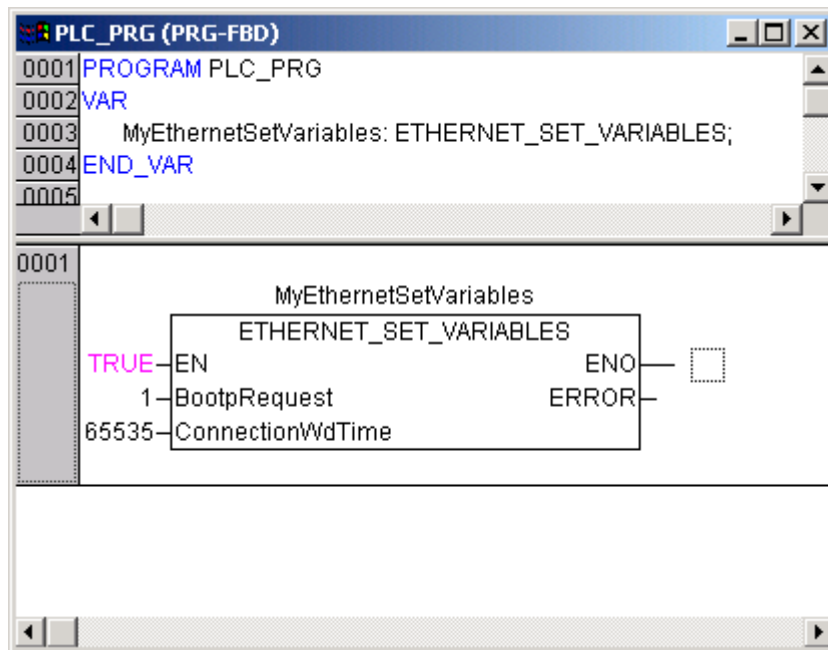 PLC_PRG (PRG-FBD)
0001 PROGRAM PLC_PRG
0002 VAR
0003 MyEthernetSetVariables: ETHERNET_SET_VARIABLES;
0004 END_VAR
0005
0001
MyEthernetSetVariables
ETHERNET_SET_VARIABLES
TRUE EN ENO
1 BootpRequest ERROR
65535 ConnectionWdTime